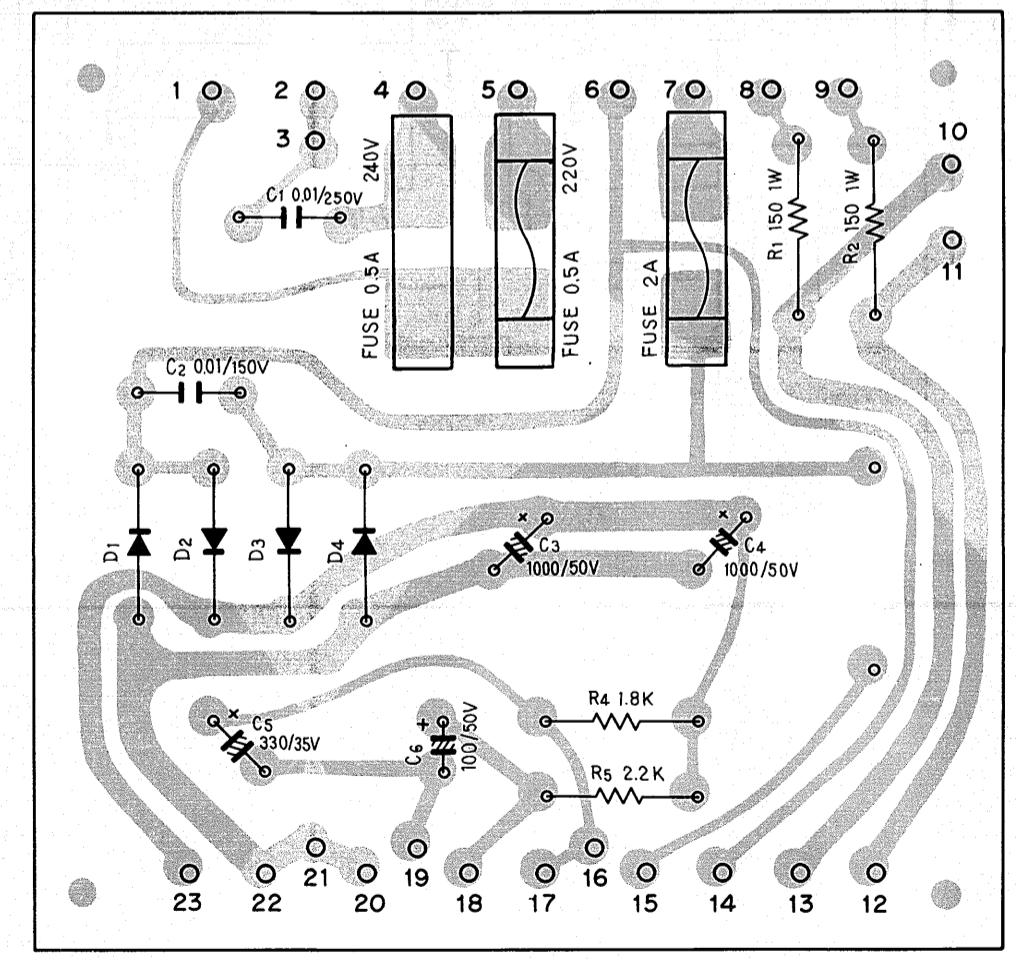 1
2
3
4
5
6
7
8
9
10
11
C1 0.01/250V
240V
220V
FUSE 0.5A
FUSE 0.5A
FUSE 2A
R1 150 1W
R2 150 1W
C2 0.01/150V
D1
D2
D3
D4
×
C3
1000/50V
×
C4
1000/50V
×
C5
330/35V
+
C6
100/50V
R4 1.8K
R5 2.2K
23
22
21
20
19
18
17
16
15
14
13
12